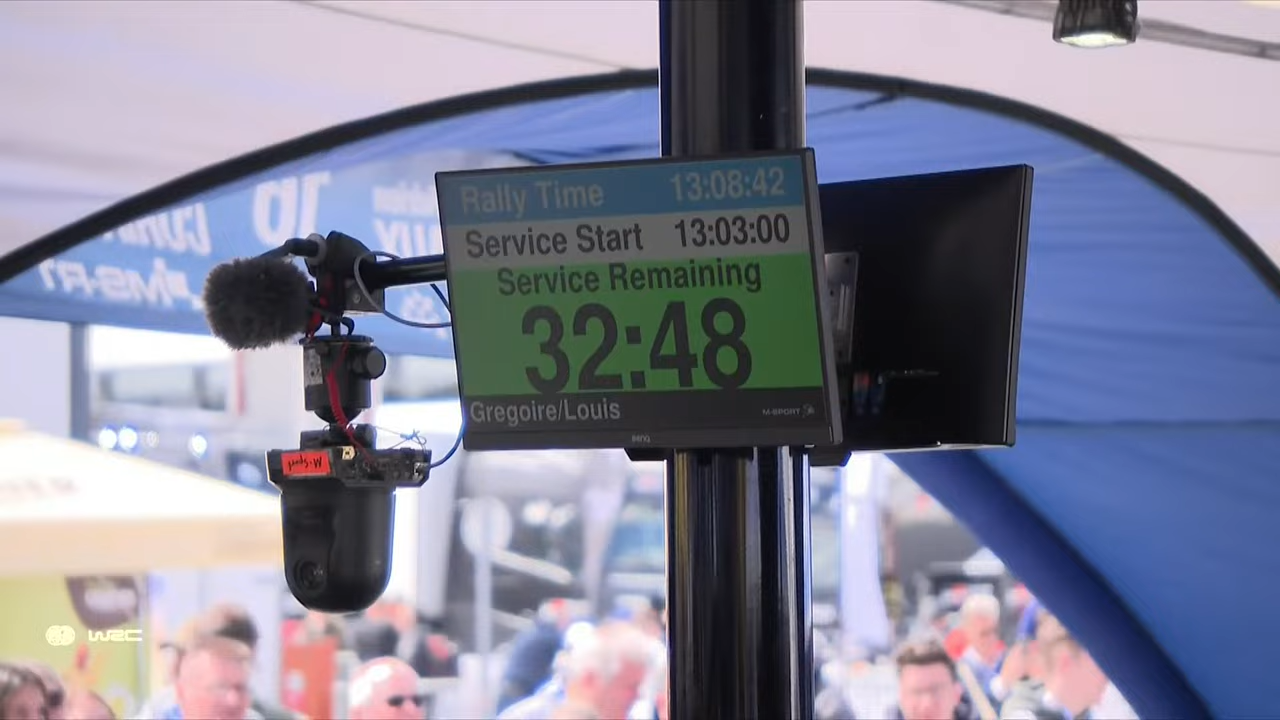 Rally Time 13:08:42
Service Start 13:03:00
Service Remaining
32:48
Gregoire/Louis
M-SPORT
BenQ
M-Sport
WRC